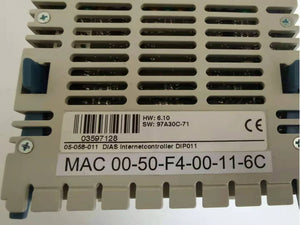 HW: 6.10
SW: 97A30C-71
03597128
CE
05-058-011 DIAS Internetcontroller DIP011
MAC 00-50-F4-00-11-6C